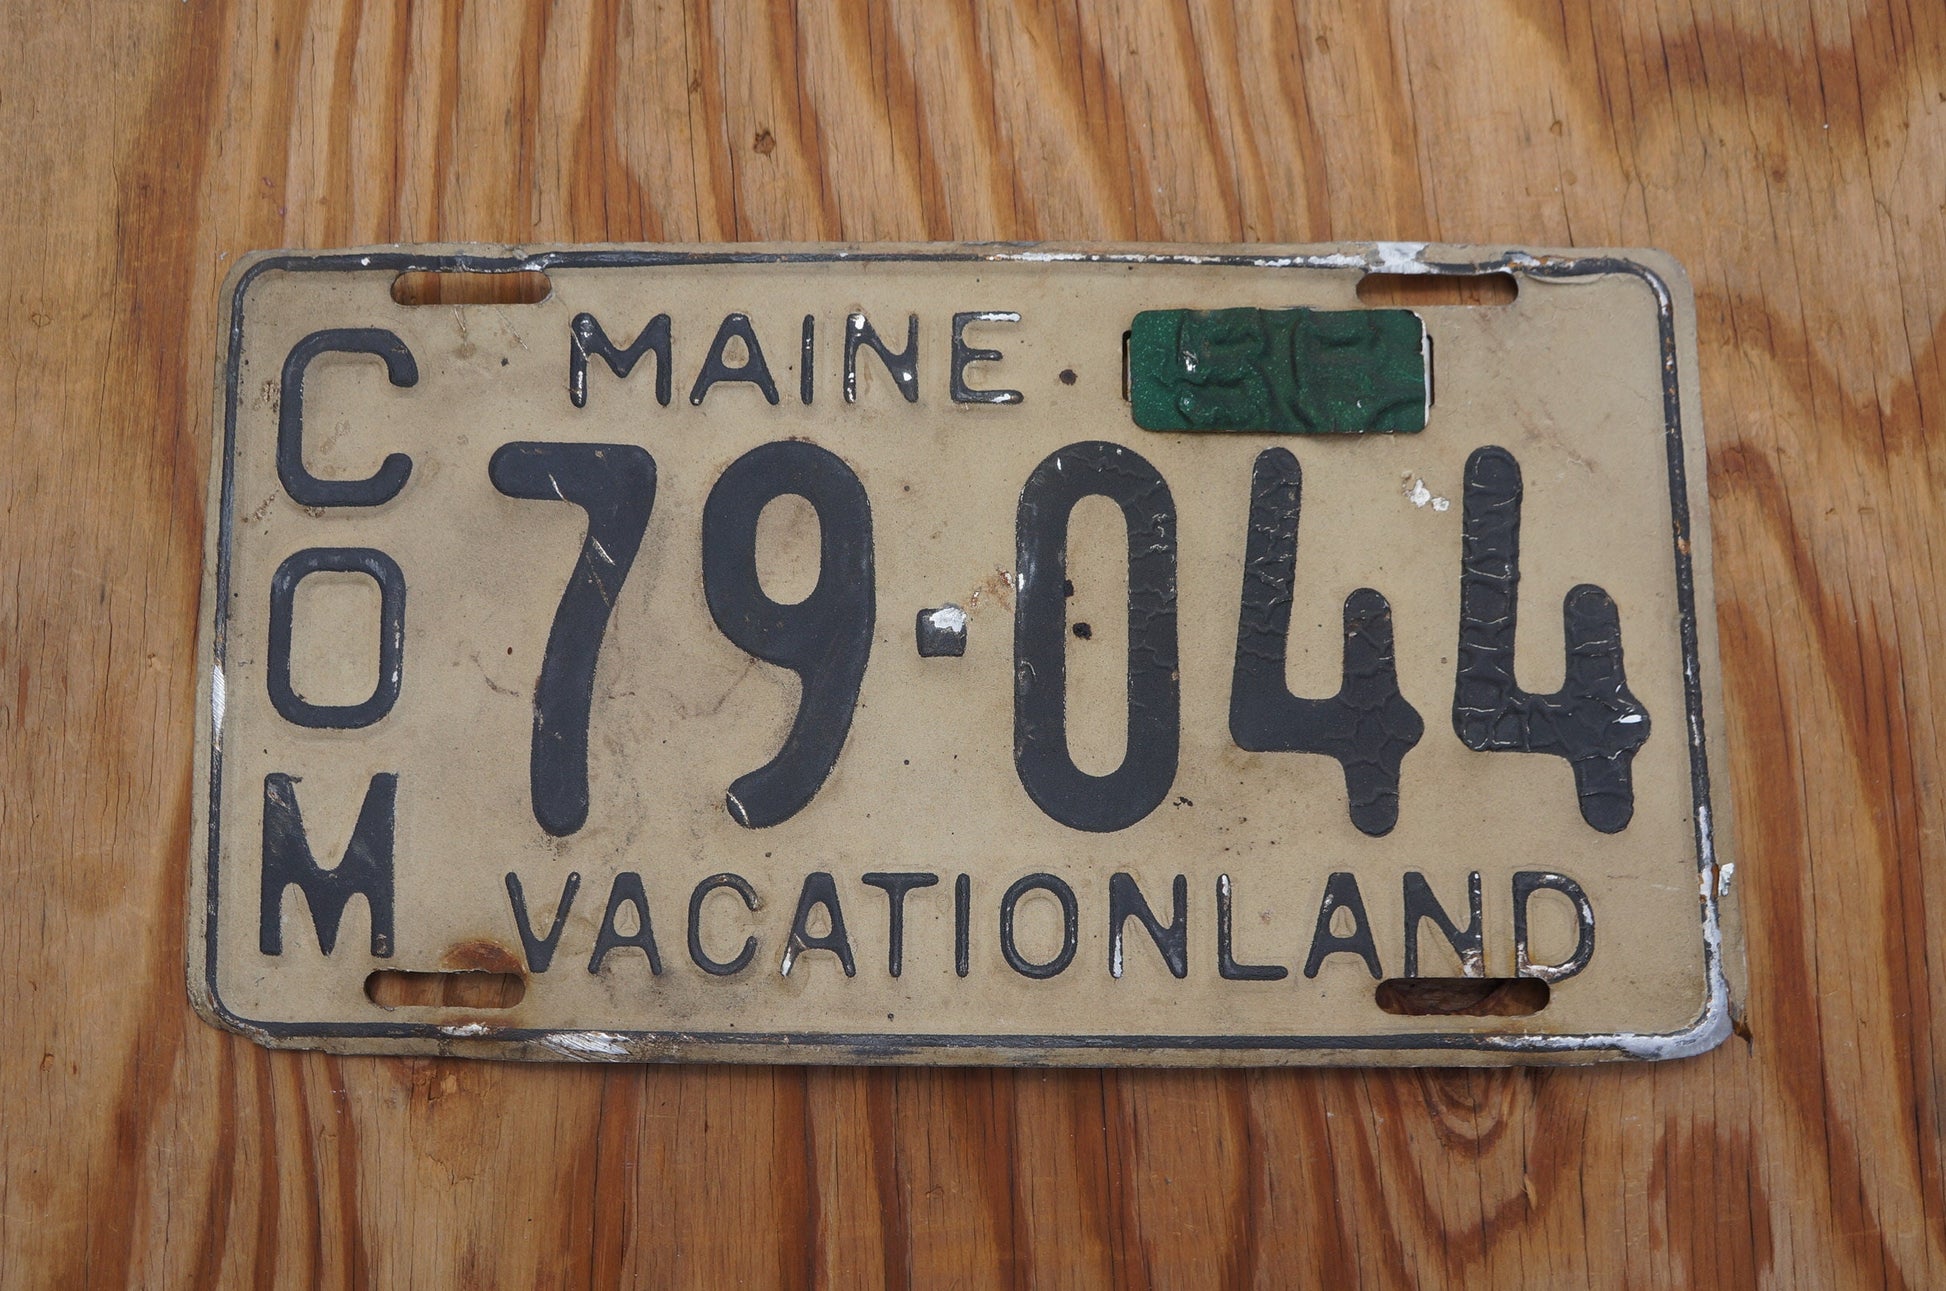 COM
MAINE
79-044
VACATIONLAND